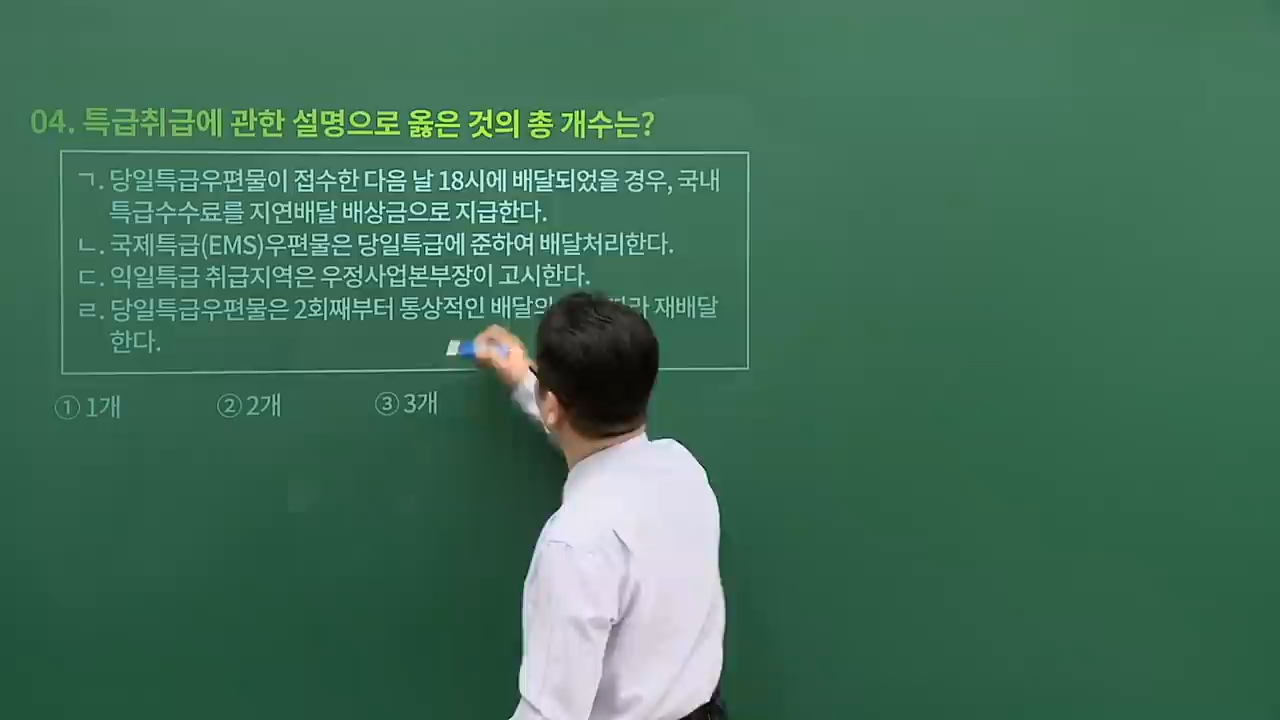 04. 특급취급에 관한 설명으로 옳은 것의 총 개수는?
ㄱ. 당일특급우편물이 접수한 다음 날 18시에 배달되었을 경우, 국내
특급수수료를 지연배달 배상금으로 지급한다.
ㄴ. 국제특급(EMS)우편물은 당일특급에 준하여 배달처리한다.
ㄷ. 익일특급 취급지역은 우정사업본부장이 고시한다.
ㄹ. 당일특급우편물은 2회째부터 통상적인 재배달
한다.
① 1개 ② 2개 ③ 3개